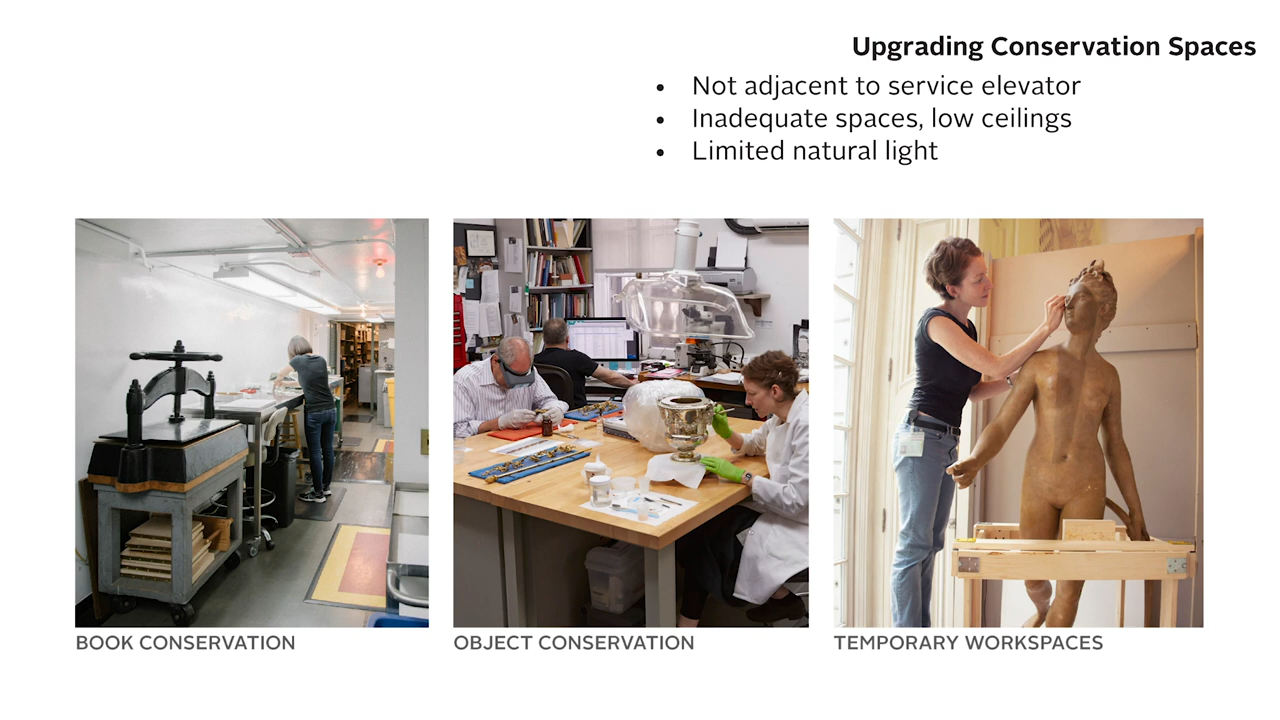 Upgrading Conservation Spaces
• Not adjacent to service elevator
• Inadequate spaces, low ceilings
• Limited natural light
BOOK CONSERVATION
OBJECT CONSERVATION
TEMPORARY WORKSPACES